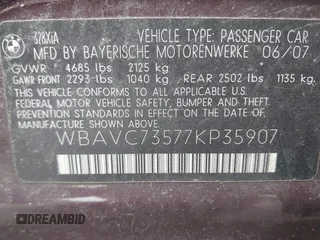 328XiA VEHICLE TYPE: PASSENGER CAR
MFD BY BAYERISCHE MOTORENWERKE 06/07
GVWR 4685 lbs 2125 kg
GAWR FRONT 2293 lbs 1040 kg REAR 2502 lbs 1135 kg
THIS VEHICLE CONFORMS TO ALL APPLICABLE
FEDERAL MOTOR VEHICLE SAFETY, BUMPER AND THEFT
PREVENTION STANDARDS IN EFFECT ON THE DATE OF
MANUFACTURE SHOWN ABOVE.
WBAVC73577KP35907
DREAMBID